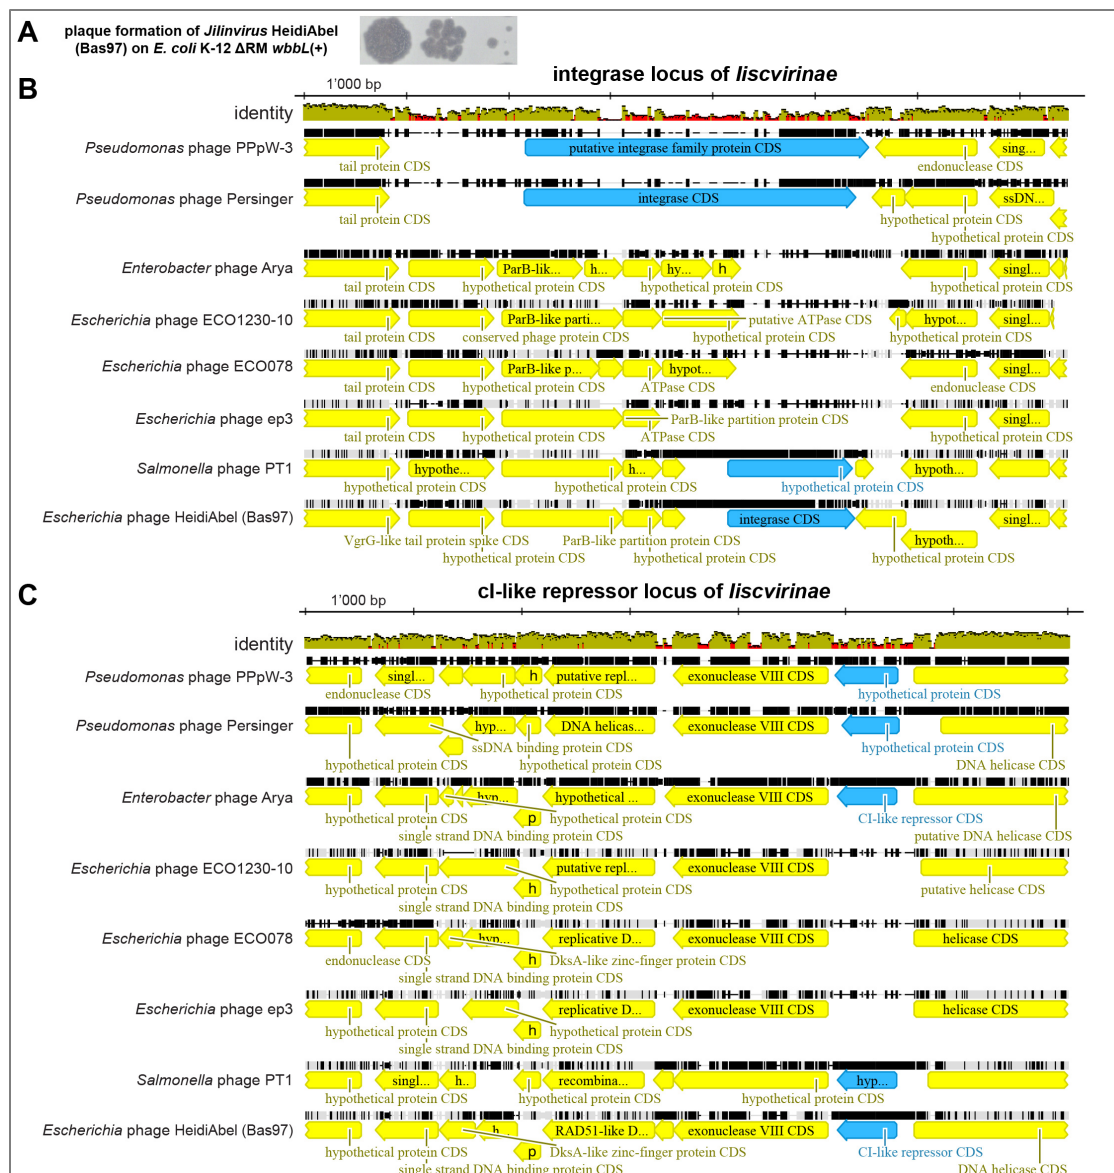 A
plaque formation of Jilinvirus HeidiAbel
(Bas97) on E. coli K-12 ΔRM wbbL(+)
B
integrase locus of liscvirinae
1'000 bp
identity
Pseudomonas phage PPpW-3
putative integrase family protein CDS
sing...
tail protein CDS
endonuclease CDS
Pseudomonas phage Persinger
integrase CDS
ssDN...
tail protein CDS
hypothetical protein CDS
hypothetical protein CDS
Enterobacter phage Arya
ParB-lik...
h...
hy...
h
singl...
tail protein CDS
hypothetical protein CDS
hypothetical protein CDS
hypothetical protein CDS
Escherichia phage ECO1230-10
ParB-like parti...
putative ATPase CDS
hypot...
singl...
tail protein CDS
conserved phage protein CDS
hypothetical protein CDS
hypothetical protein CDS
Escherichia phage ECO078
ParB-like p...
hypot...
singl...
tail protein CDS
hypothetical protein CDS
ATPase CDS
endonuclease CDS
Escherichia phage ep3
ParB-like partition protein CDS
singl...
tail protein CDS
hypothetical protein CDS
ATPase CDS
hypothetical protein CDS
Salmonella phage PT1
hypothe...
h...
hypoth...
hypothetical protein CDS
hypothetical protein CDS
hypothetical protein CDS
Escherichia phage HeidiAbel (Bas97)
integrase CDS
singl...
VgrG-like tail protein spike CDS
ParB-like partition protein CDS
hypoth...
hypothetical protein CDS
hypothetical protein CDS
hypothetical protein CDS
C
cI-like repressor locus of liscvirinae
1'000 bp
identity
Pseudomonas phage PPpW-3
singl...
h
putative repl...
exonuclease VIII CDS
endonuclease CDS
hypothetical protein CDS
hypothetical protein CDS
Pseudomonas phage Persinger
hyp...
DNA helicas...
exonuclease VIII CDS
ssDNA binding protein CDS
hypothetical protein CDS
hypothetical protein CDS
hypothetical protein CDS
DNA helicase CDS
Enterobacter phage Arya
hyp...
hypothetical ...
exonuclease VIII CDS
hypothetical protein CDS
p
hypothetical protein CDS
CI-like repressor CDS
single strand DNA binding protein CDS
putative DNA helicase CDS
Escherichia phage ECO1230-10
putative repl...
exonuclease VIII CDS
hypothetical protein CDS
h
hypothetical protein CDS
putative helicase CDS
single strand DNA binding protein CDS
Escherichia phage ECO078
hyp...
replicative D...
exonuclease VIII CDS
helicase CDS
endonuclease CDS
h
DksA-like zinc-finger protein CDS
single strand DNA binding protein CDS
Escherichia phage ep3
replicative D...
exonuclease VIII CDS
helicase CDS
hypothetical protein CDS
h
hypothetical protein CDS
single strand DNA binding protein CDS
Salmonella phage PT1
singl...
h..
recombina...
hyp...
hypothetical protein CDS
hypothetical protein CDS
hypothetical protein CDS
Escherichia phage HeidiAbel (Bas97)
h...
RAD51-like D...
exonuclease VIII CDS
hypothetical protein CDS
p
DksA-like zinc-finger protein CDS
CI-like repressor CDS
single strand DNA binding protein CDS
DNA helicase CDS